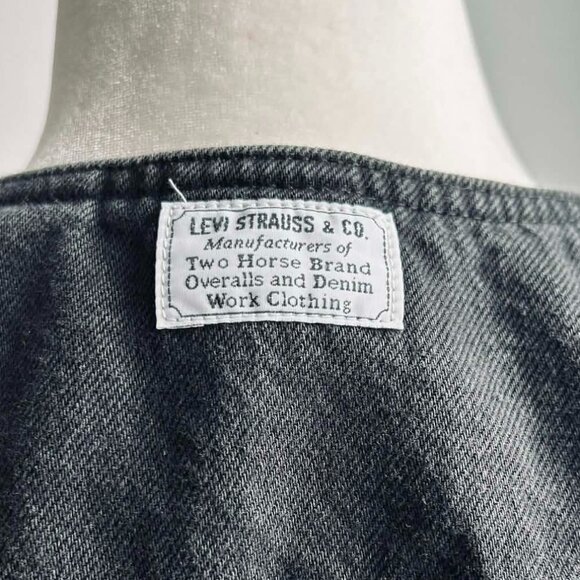 LEVI STRAUSS & CO.
Manufacturers of
Two Horse Brand
Overalls and Denim
Work Clothing